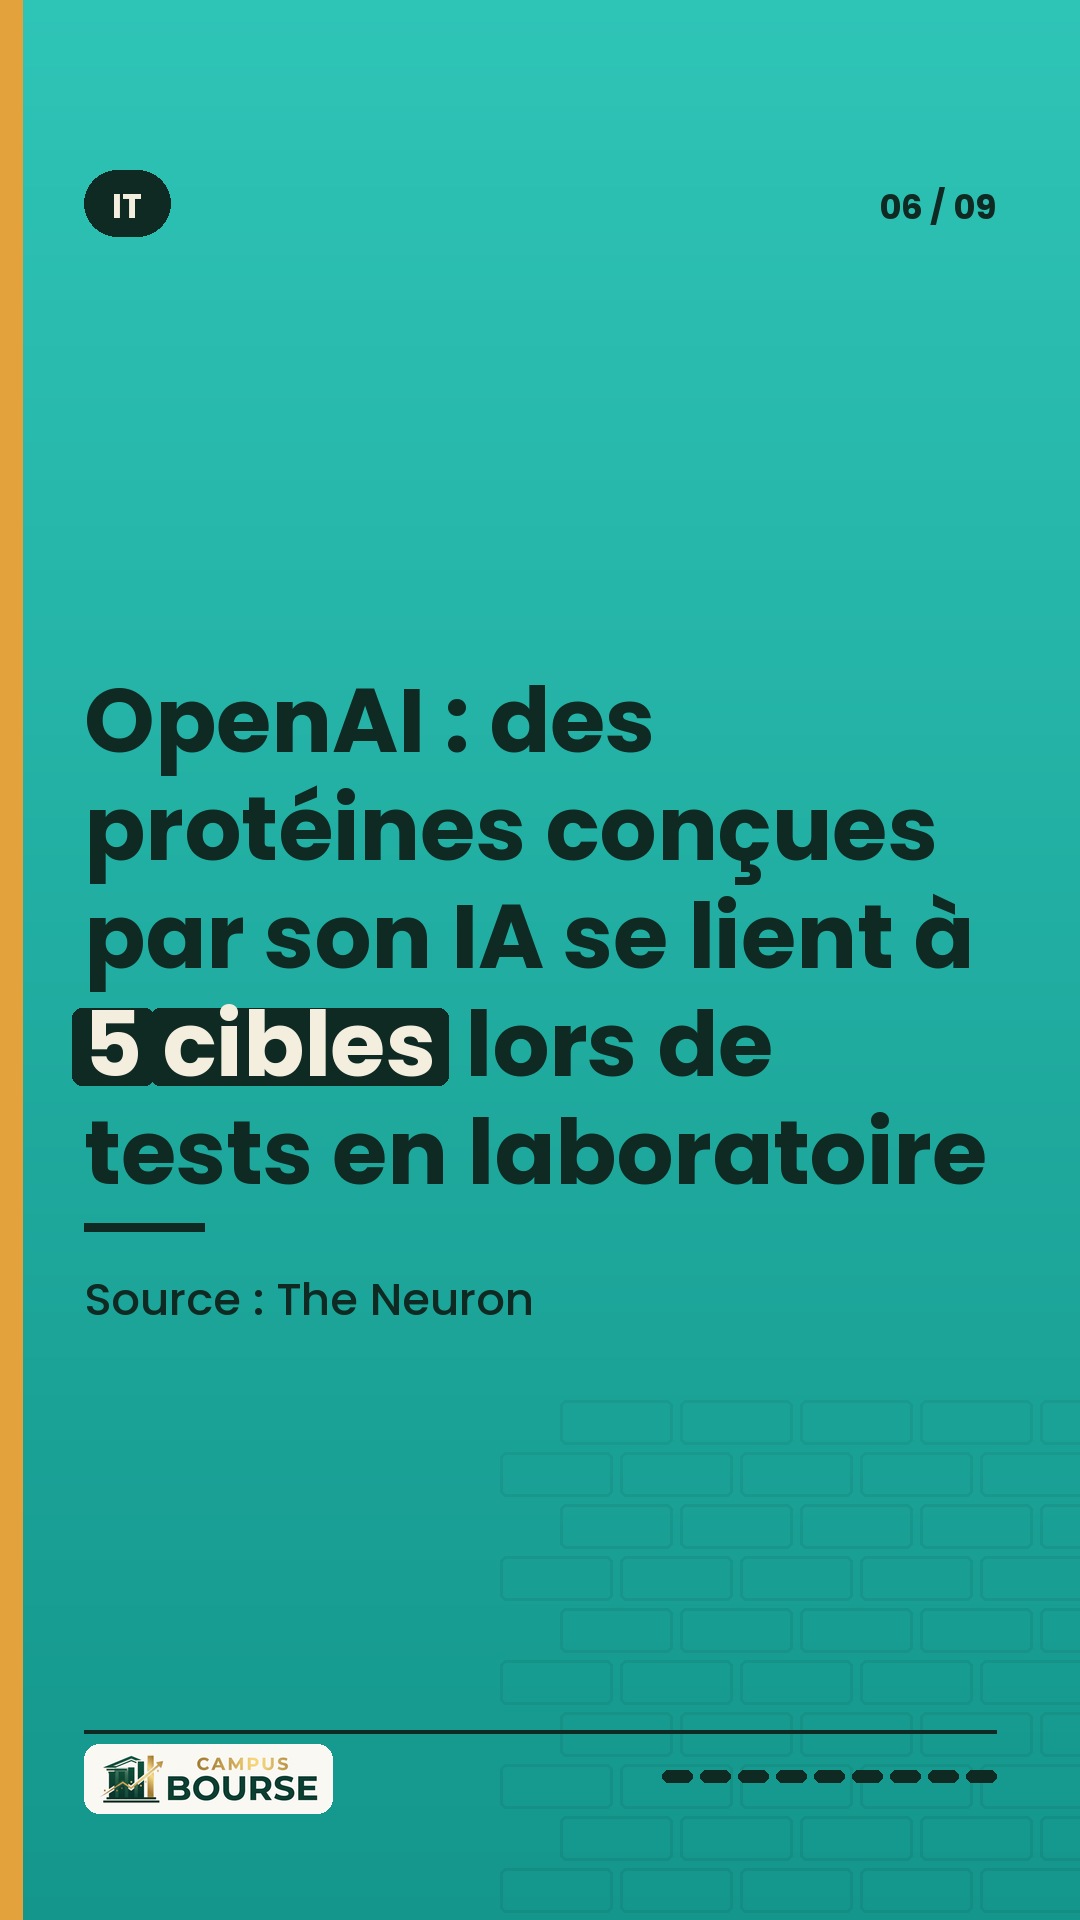 IT
06 / 09
OpenAI : des
protéines conçues
par son IA se lient à
5 cibles lors de
tests en laboratoire
Source : The Neuron
CAMPUS
BOURSE